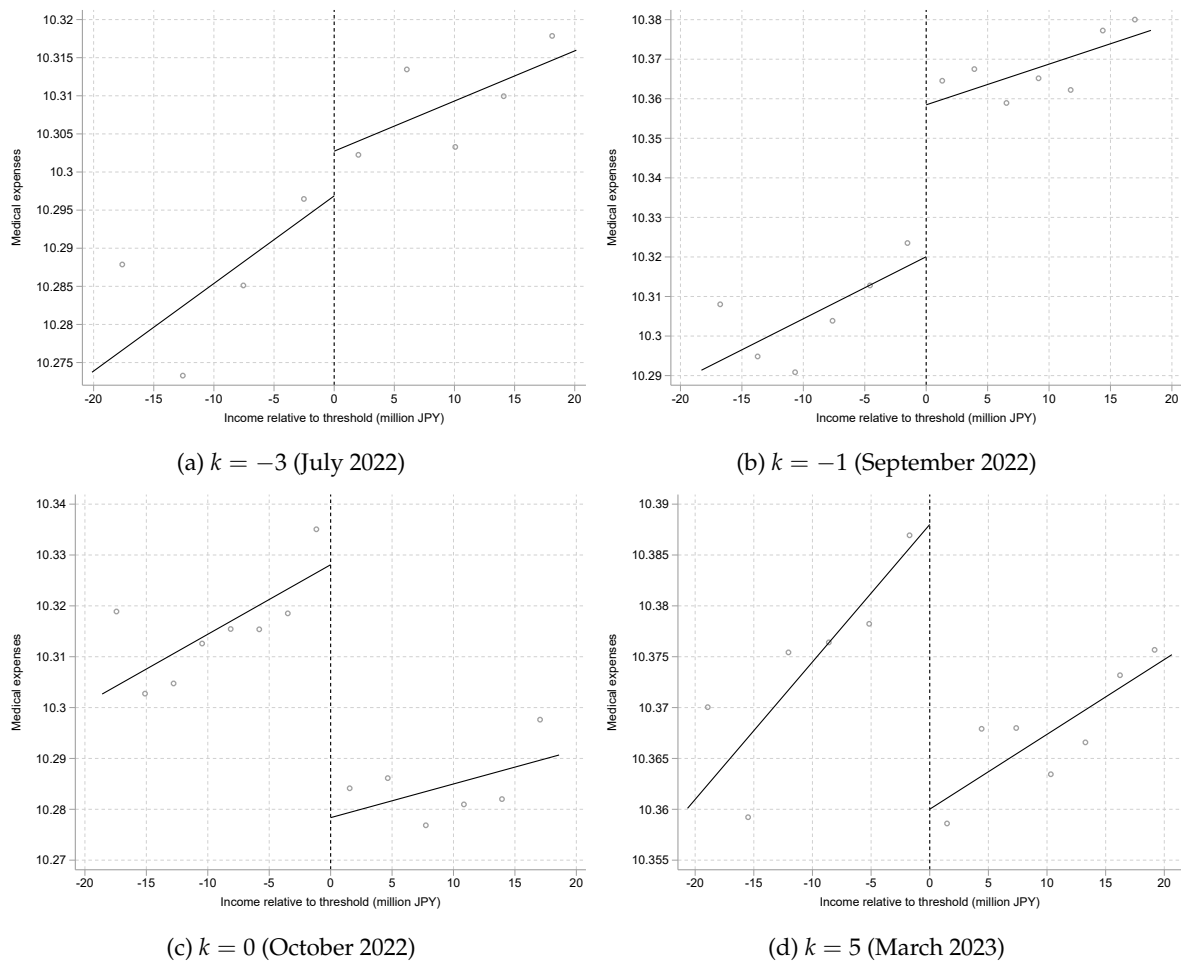 10.32
10.315
10.31
10.305
10.3
10.295
10.29
10.285
10.28
10.275
Medical expenses
-20 -15 -10 -5 0 5 10 15 20
Income relative to threshold (million JPY)
(a) k = −3 (July 2022)
10.38
10.37
10.36
10.35
10.34
10.33
10.32
10.31
10.3
10.29
Medical expenses
-20 -15 -10 -5 0 5 10 15 20
Income relative to threshold (million JPY)
(b) k = −1 (September 2022)
10.34
10.33
10.32
10.31
10.3
10.29
10.28
10.27
Medical expenses
-20 -15 -10 -5 0 5 10 15 20
Income relative to threshold (million JPY)
(c) k = 0 (October 2022)
10.39
10.385
10.38
10.375
10.37
10.365
10.36
10.355
Medical expenses
-20 -15 -10 -5 0 5 10 15 20
Income relative to threshold (million JPY)
(d) k = 5 (March 2023)